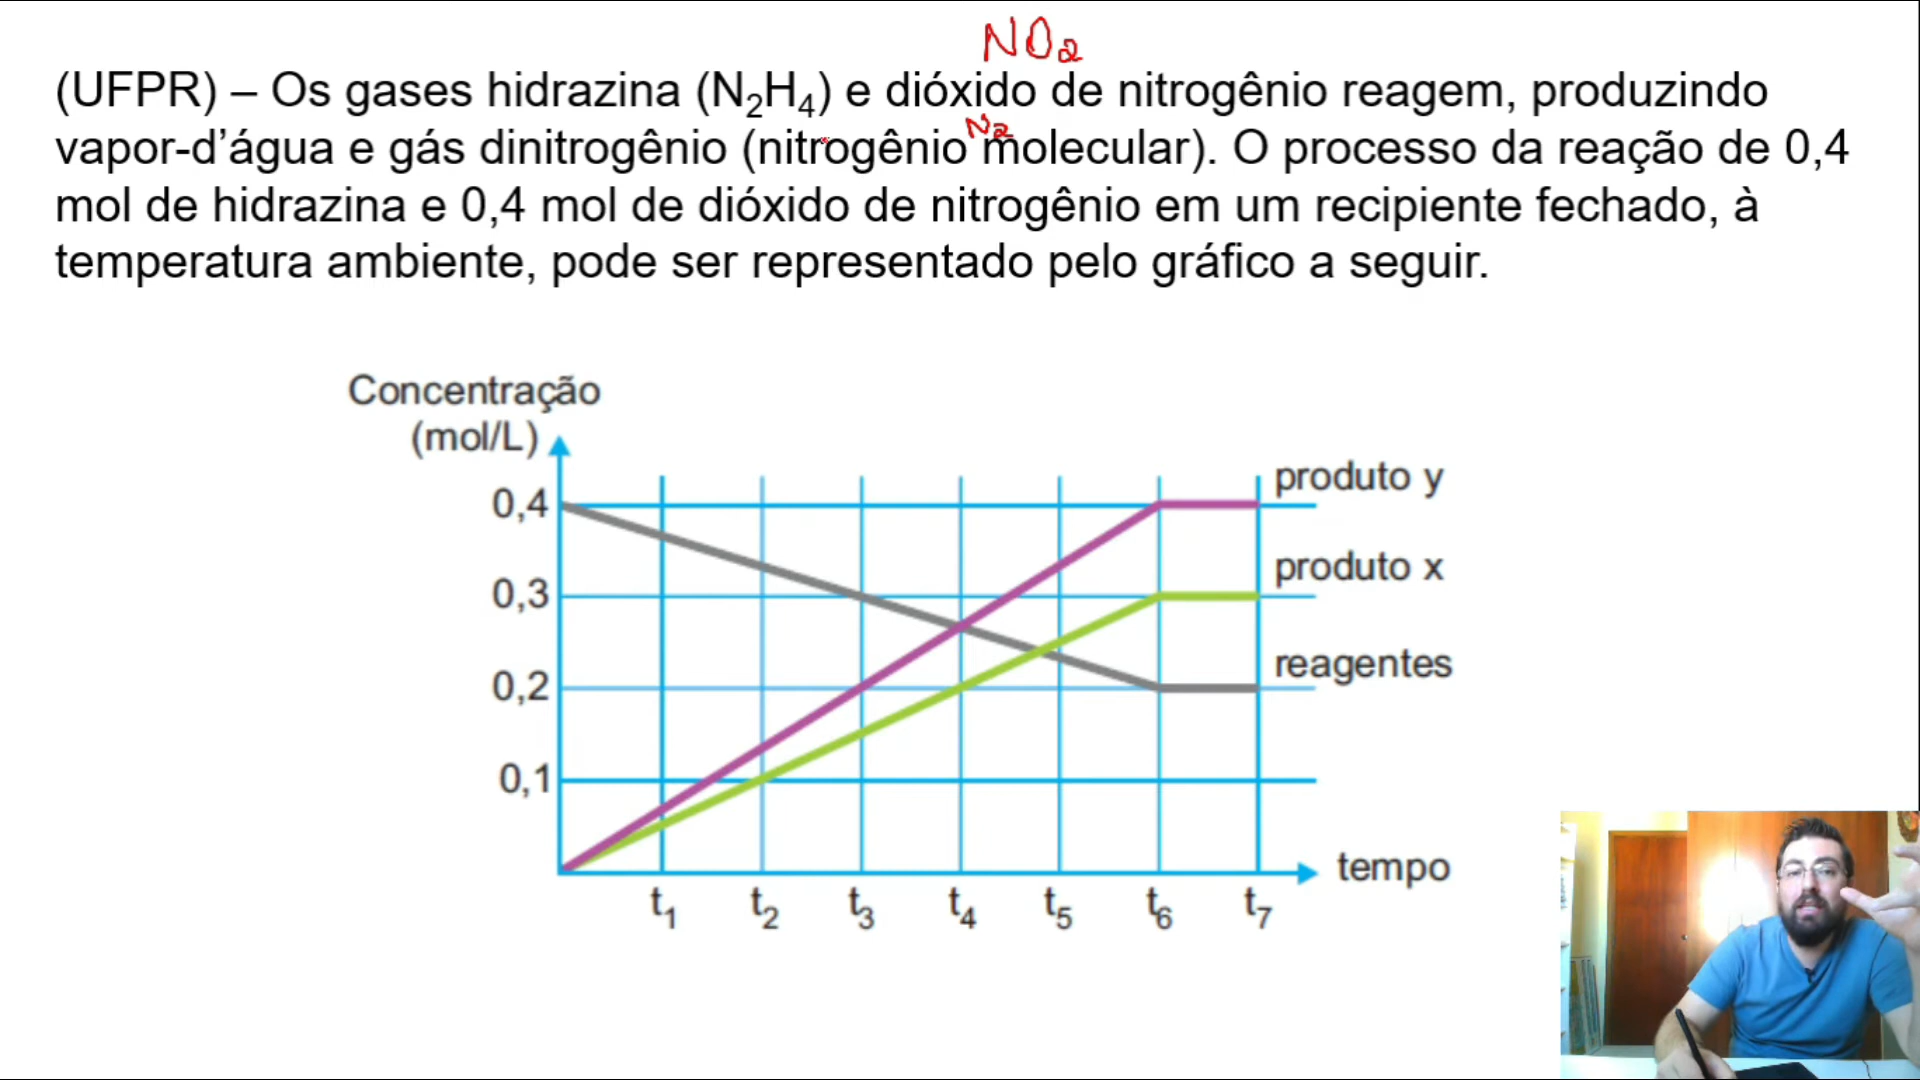 NO₂
(UFPR) – Os gases hidrazina (N₂H₄) e dióxido de nitrogênio reagem, produzindo
N₂
vapor-d’água e gás dinitrogênio (nitrogênio molecular). O processo da reação de 0,4
mol de hidrazina e 0,4 mol de dióxido de nitrogênio em um recipiente fechado, à
temperatura ambiente, pode ser representado pelo gráfico a seguir.
Concentração
(mol/L)
produto y
0,4
produto x
0,3
reagentes
0,2
0,1
tempo
t₁ t₂ t₃ t₄ t₅ t₆ t₇